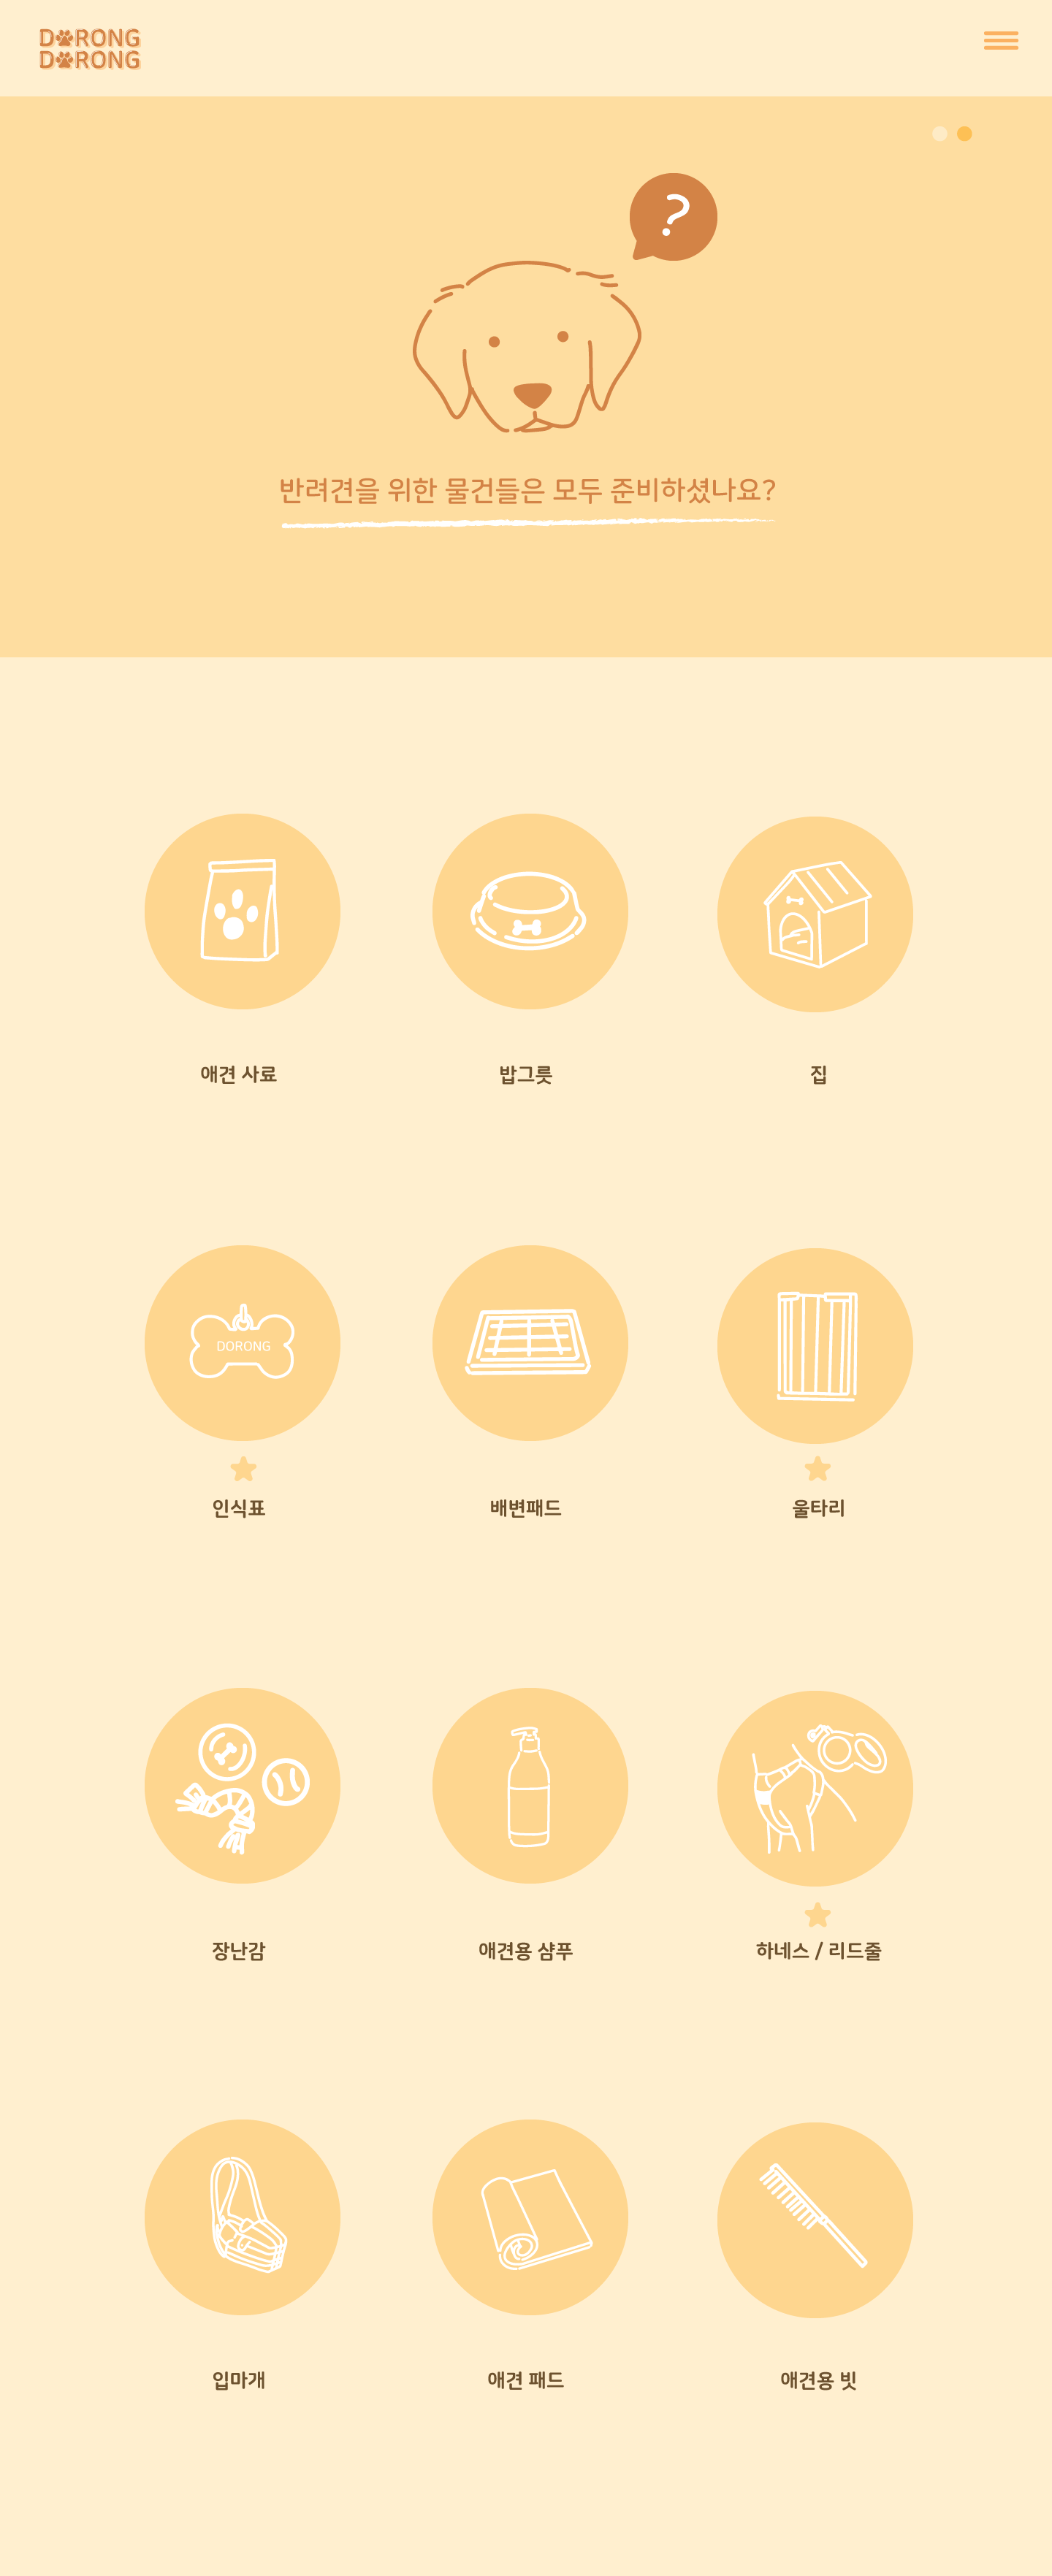 DORONG
DORONG
?
반려견을 위한 물건들은 모두 준비하셨나요?
애견 사료
밥그릇
집
DORONG
인식표
배변패드
울타리
장난감
애견용 샴푸
하네스 / 리드줄
입마개
애견 패드
애견용 빗